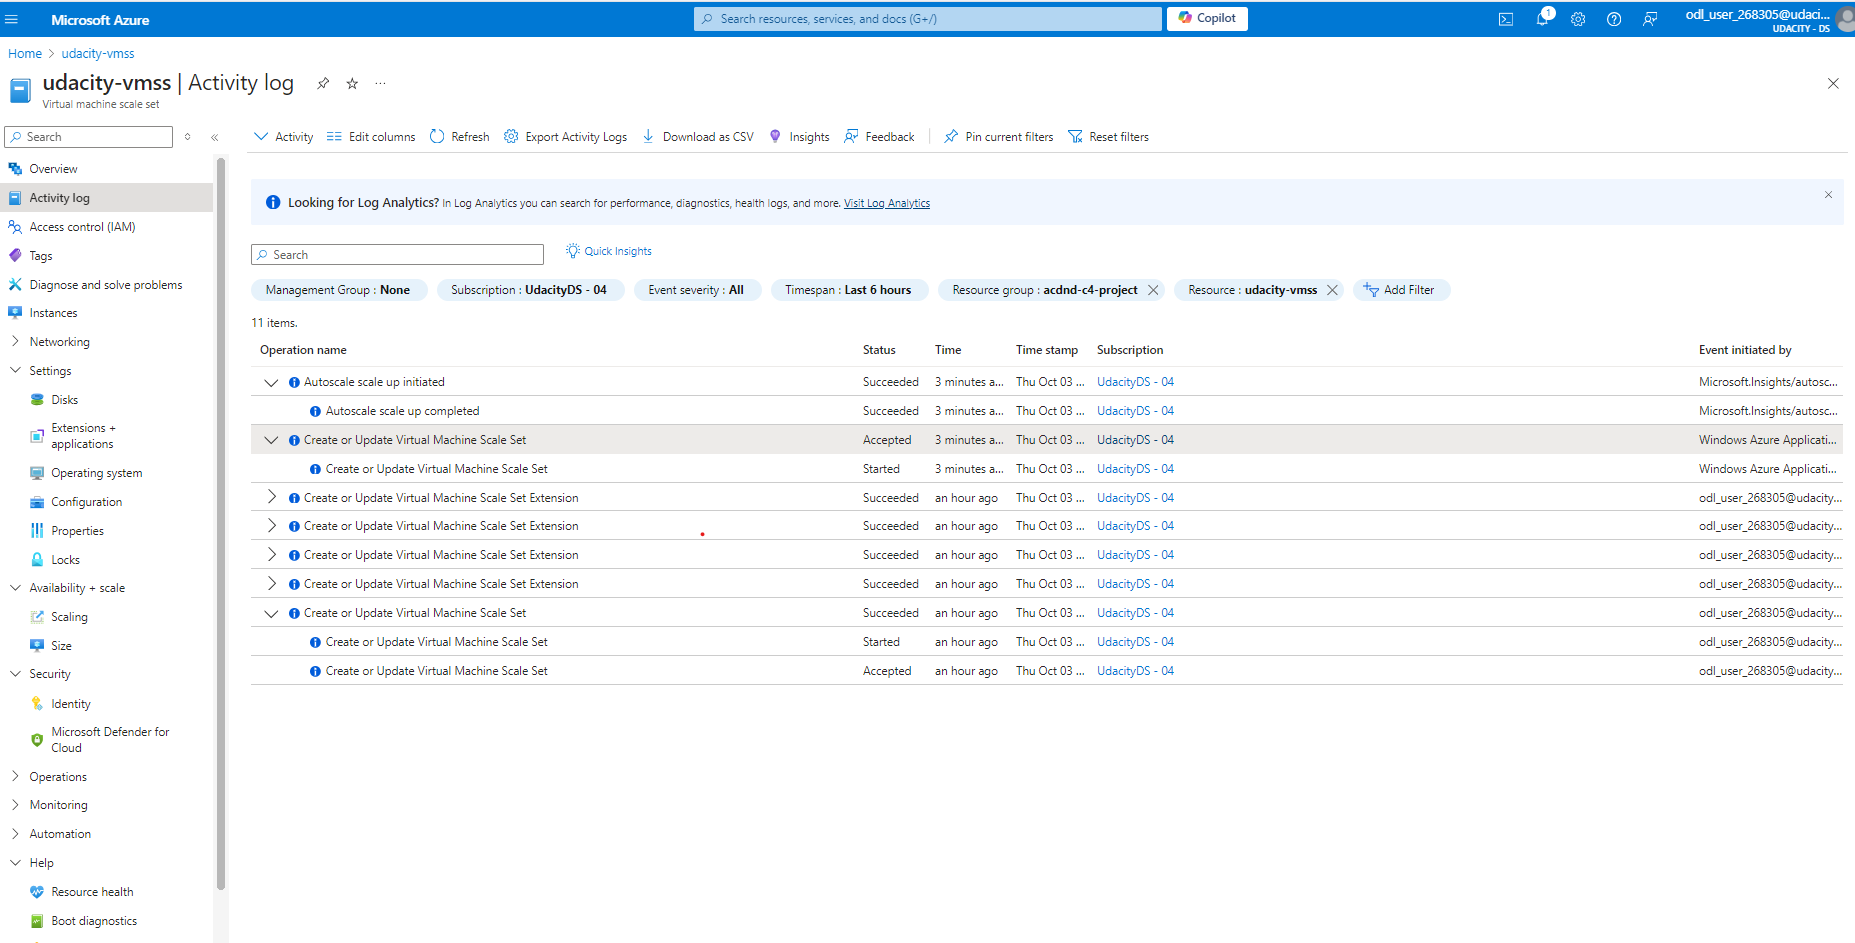 Microsoft Azure
Search resources, services, and docs (G+/)
Copilot
1
odl_user_268305@udaci...
UDACITY - DS
Home > udacity-vmss
udacity-vmss | Activity log
Virtual machine scale set
Search
Activity Edit columns Refresh Export Activity Logs Download as CSV Insights Feedback Pin current filters Reset filters
Overview
Activity log
Access control (IAM)
Tags
Diagnose and solve problems
Instances
Networking
Settings
Disks
Extensions +
applications
Operating system
Configuration
Properties
Locks
Availability + scale
Scaling
Size
Security
Identity
Microsoft Defender for
Cloud
Operations
Monitoring
Automation
Help
Resource health
Boot diagnostics
Looking for Log Analytics? In Log Analytics you can search for performance, diagnostics, health logs, and more. Visit Log Analytics
Search
Quick Insights
Management Group : None Subscription : UdacityDS - 04 Event severity : All Timespan : Last 6 hours Resource group : acdnd-c4-project Resource : udacity-vmss Add Filter
11 items.
Operation name Status Time Time stamp Subscription Event initiated by
Autoscale scale up initiated Succeeded 3 minutes a... Thu Oct 03 ... UdacityDS - 04 Microsoft.Insights/autosc...
Autoscale scale up completed Succeeded 3 minutes a... Thu Oct 03 ... UdacityDS - 04 Microsoft.Insights/autosc...
Create or Update Virtual Machine Scale Set Accepted 3 minutes a... Thu Oct 03 ... UdacityDS - 04 Windows Azure Applicati...
Create or Update Virtual Machine Scale Set Started 3 minutes a... Thu Oct 03 ... UdacityDS - 04 Windows Azure Applicati...
Create or Update Virtual Machine Scale Set Extension Succeeded an hour ago Thu Oct 03 ... UdacityDS - 04 odl_user_268305@udacity...
Create or Update Virtual Machine Scale Set Extension Succeeded an hour ago Thu Oct 03 ... UdacityDS - 04 odl_user_268305@udacity...
Create or Update Virtual Machine Scale Set Extension Succeeded an hour ago Thu Oct 03 ... UdacityDS - 04 odl_user_268305@udacity...
Create or Update Virtual Machine Scale Set Extension Succeeded an hour ago Thu Oct 03 ... UdacityDS - 04 odl_user_268305@udacity...
Create or Update Virtual Machine Scale Set Succeeded an hour ago Thu Oct 03 ... UdacityDS - 04 odl_user_268305@udacity...
Create or Update Virtual Machine Scale Set Started an hour ago Thu Oct 03 ... UdacityDS - 04 odl_user_268305@udacity...
Create or Update Virtual Machine Scale Set Accepted an hour ago Thu Oct 03 ... UdacityDS - 04 odl_user_268305@udacity...